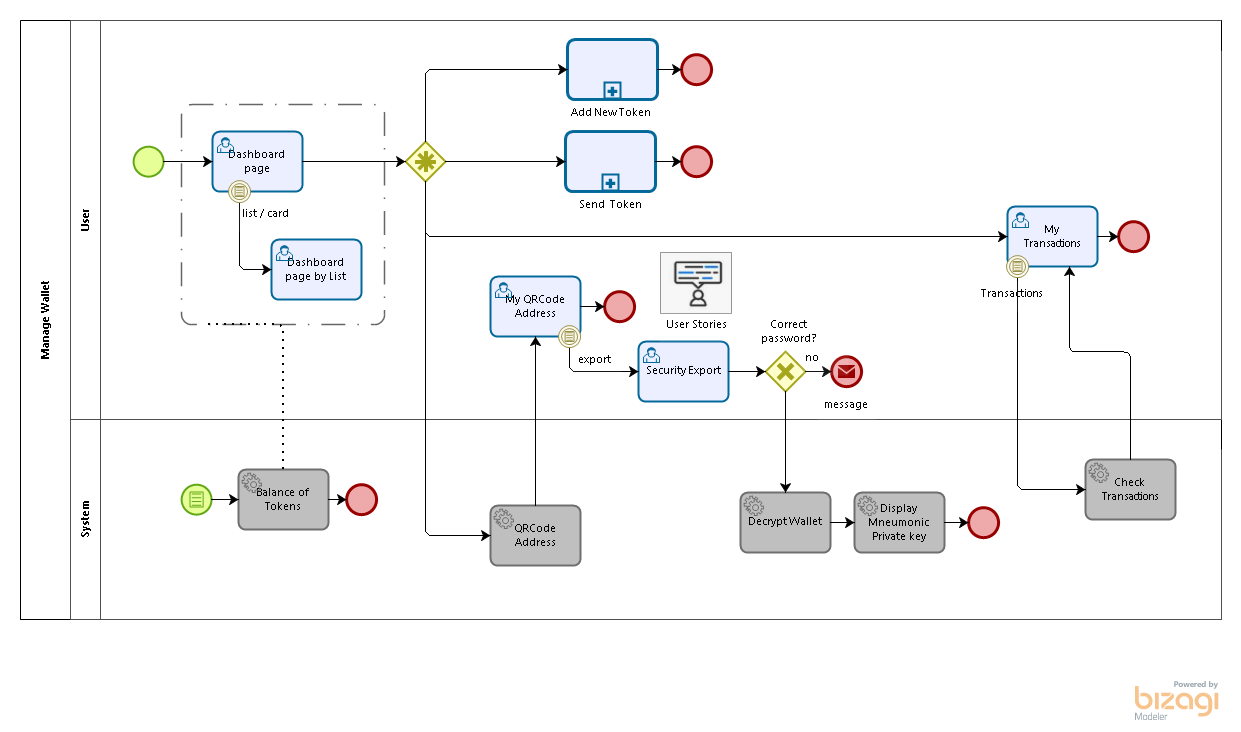 Manage Wallet
User
System
Add New Token
Dashboard
page
list / card
Dashboard
page by List
Send Token
My
Transactions
Transactions
My QRCode
Address
export
User Stories
Security Export
Correct
password?
no
message
Balance of
Tokens
QRCode
Address
Decrypt Wallet
Display
Mneumonic
Private key
Check
Transactions
Powered by
bizagi
Modeler